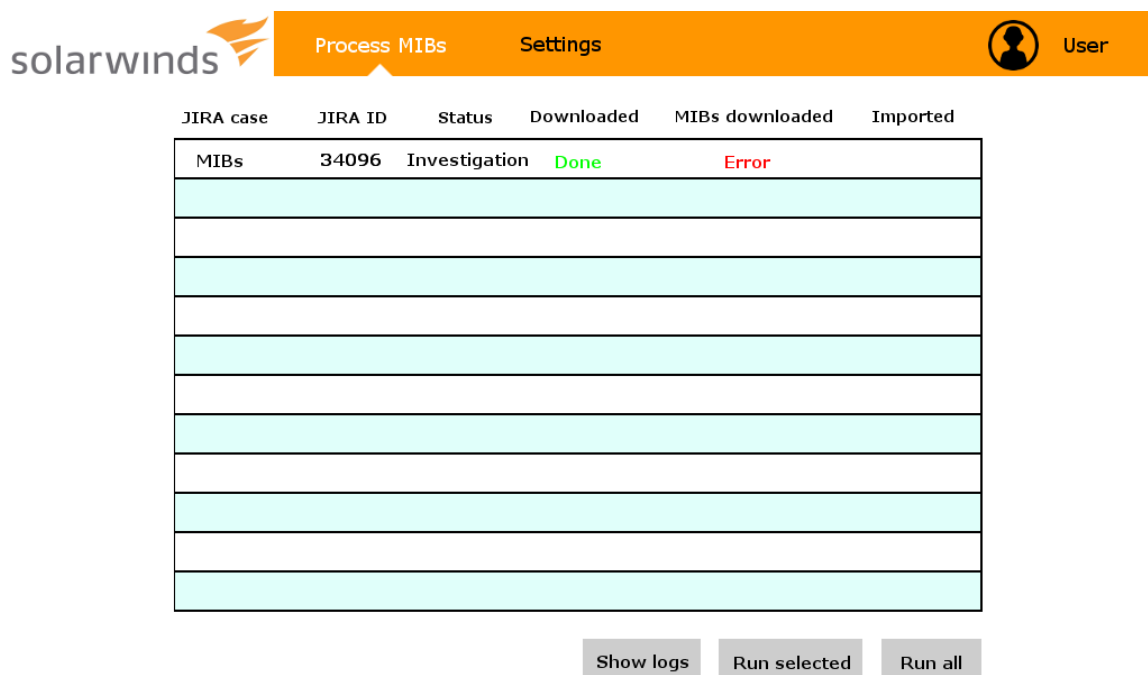 solarwinds Process MIBs Settings User
JIRA case JIRA ID Status Downloaded MIBs downloaded Imported
MIBs 34096 Investigation Done Error
Show logs Run selected Run all